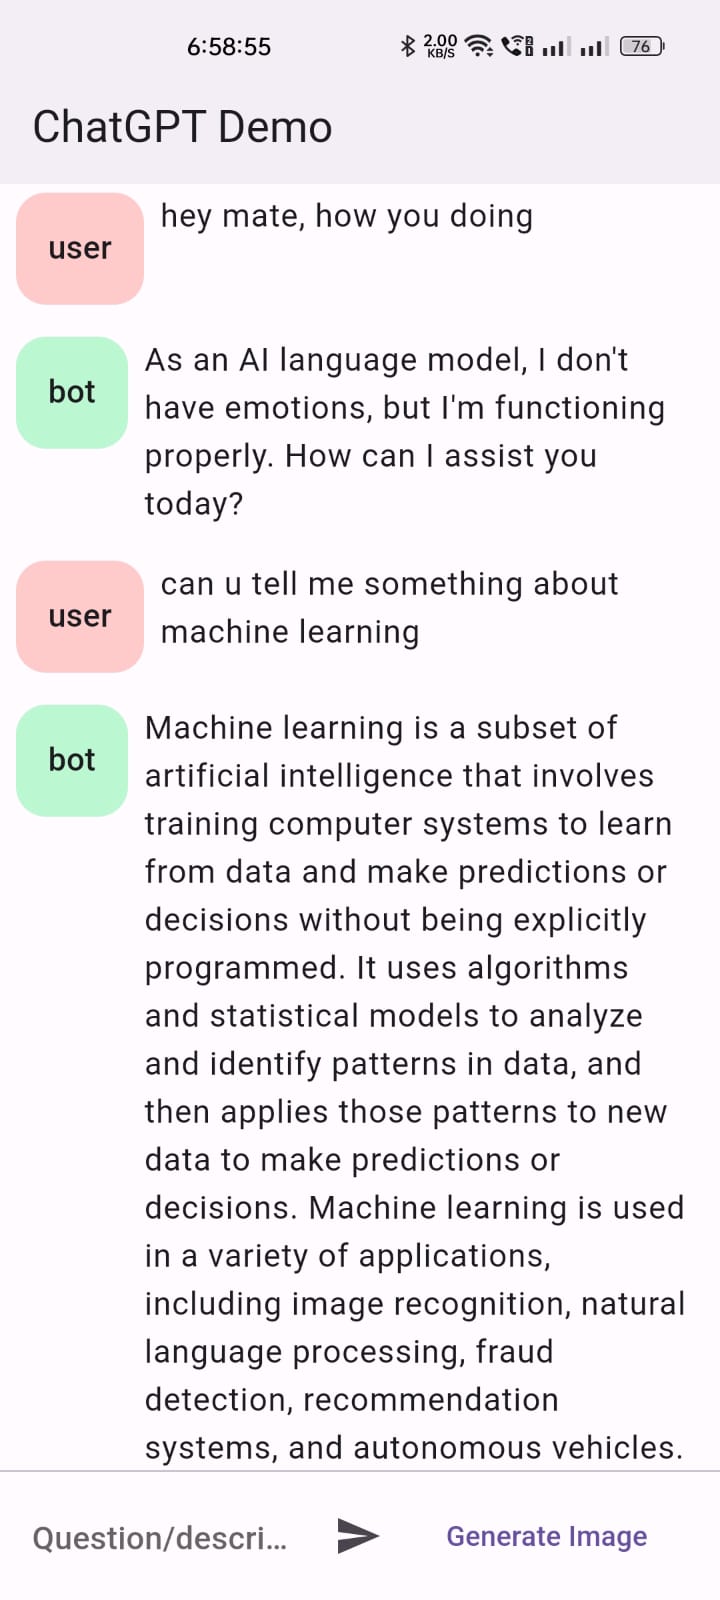 6:58:55 2.00 KB/S 76
ChatGPT Demo
user
hey mate, how you doing
bot
As an AI language model, I don't
have emotions, but I'm functioning
properly. How can I assist you
today?
user
can u tell me something about
machine learning
bot
Machine learning is a subset of
artificial intelligence that involves
training computer systems to learn
from data and make predictions or
decisions without being explicitly
programmed. It uses algorithms
and statistical models to analyze
and identify patterns in data, and
then applies those patterns to new
data to make predictions or
decisions. Machine learning is used
in a variety of applications,
including image recognition, natural
language processing, fraud
detection, recommendation
systems, and autonomous vehicles.
Question/descri... Generate Image